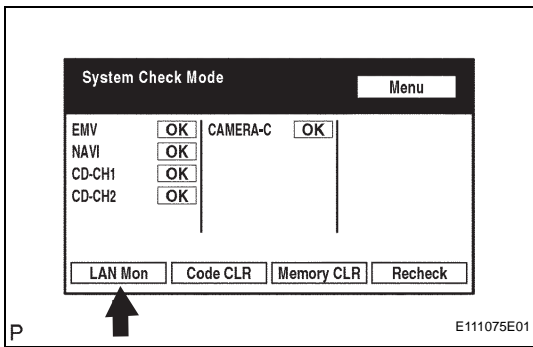 System Check Mode
Menu
EMV OK CAMERA-C OK
NAVI OK
CD-CH1 OK
CD-CH2 OK
LAN Mon Code CLR Memory CLR Recheck
P E111075E01